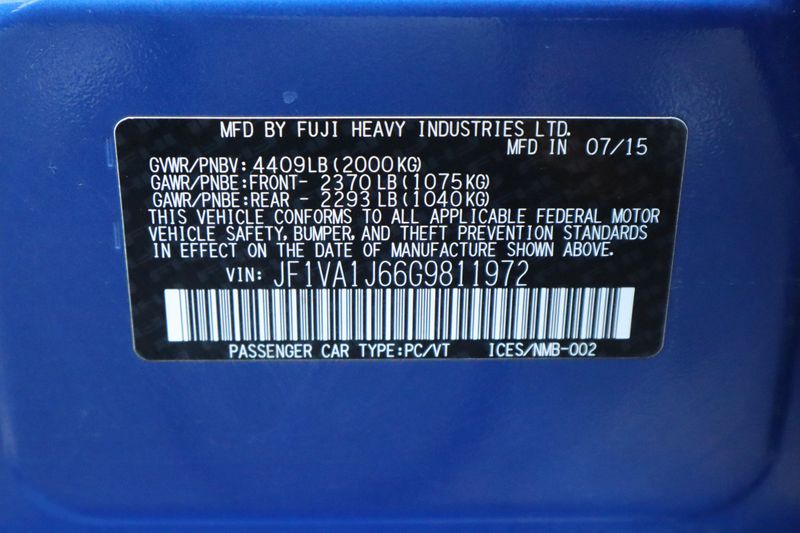 MFD BY FUJI HEAVY INDUSTRIES LTD.
MFD IN 07/15
GVWR/PNBV: 4409LB(2000KG)
GAWR/PNBE:FRONT- 2370LB(1075KG)
GAWR/PNBE:REAR - 2293LB(1040KG)
THIS VEHICLE CONFORMS TO ALL APPLICABLE FEDERAL MOTOR
VEHICLE SAFETY, BUMPER, AND THEFT PREVENTION STANDARDS
IN EFFECT ON THE DATE OF MANUFACTURE SHOWN ABOVE.
VIN: JF1VA1J66G9811972
PASSENGER CAR TYPE:PC/VT ICES/NMB-002